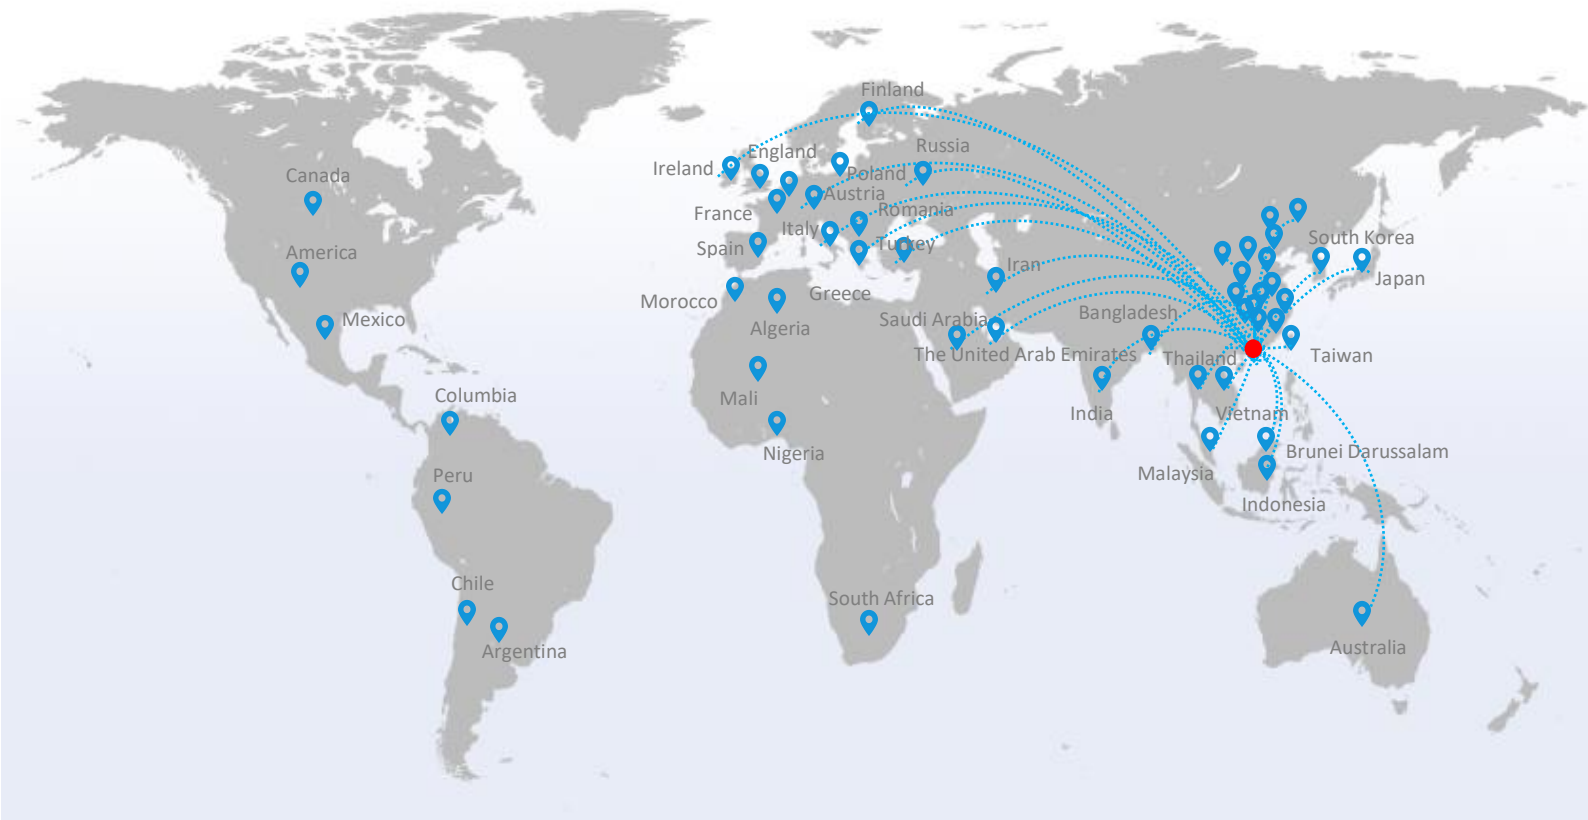 Finland
England
Russia
Ireland
Poland
Canada
Austria
France
Romania
Italy
Spain
Turkey
South Korea
America
Iran
Japan
Morocco
Greece
Algeria
Mexico
Saudi Arabia
Bangladesh
The United Arab Emirates
Thailand
Taiwan
Mali
Columbia
India
Vietnam
Nigeria
Brunei Darussalam
Peru
Malaysia
Indonesia
Chile
South Africa
Argentina
Australia